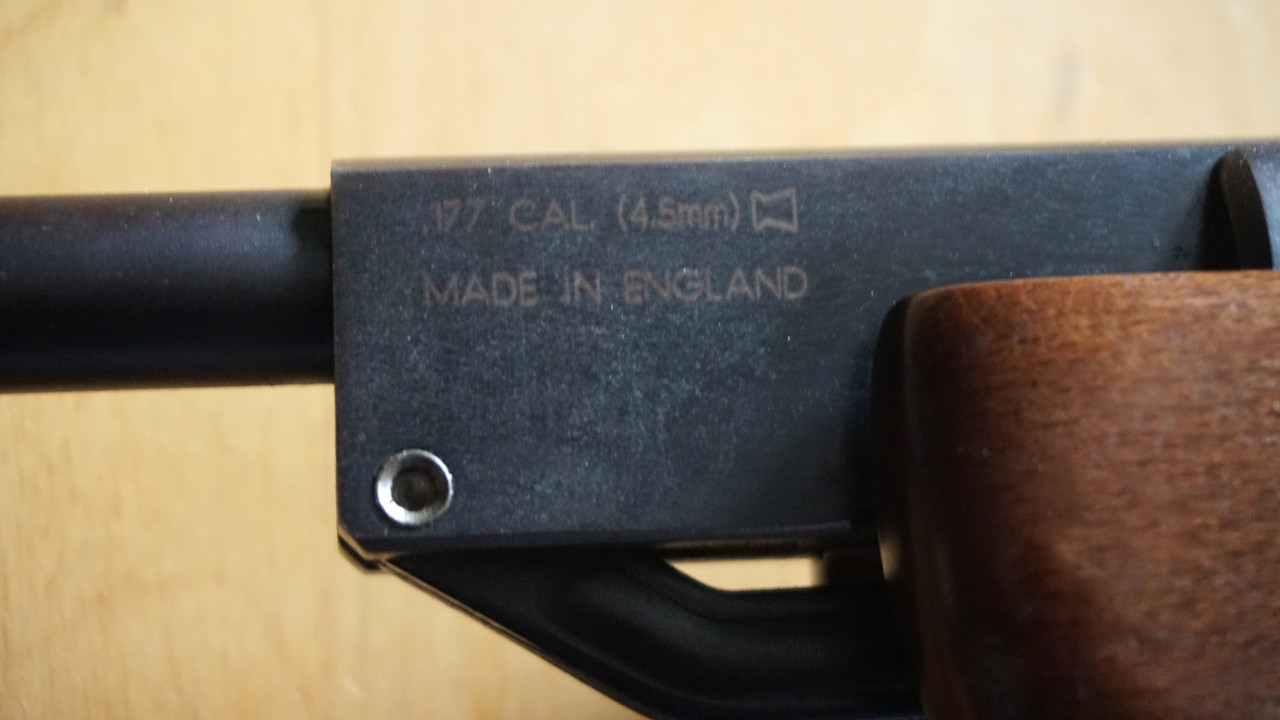 .177 CAL. (4.5mm)
MADE IN ENGLAND